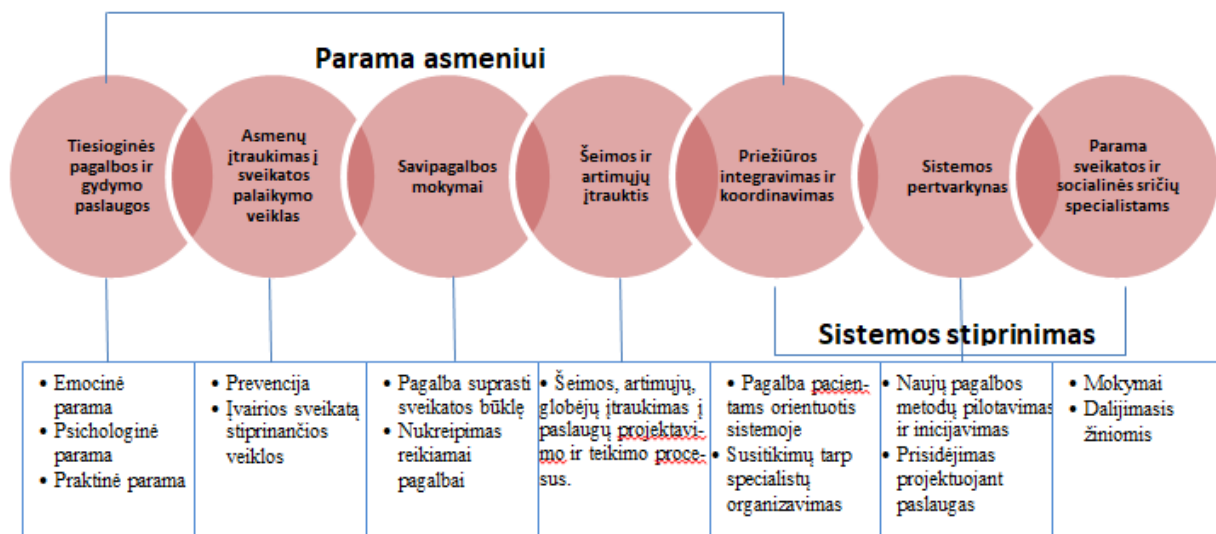 Parama asmeniui
Tiesioginės
pagalbos ir
gydymo
paslaugos
Asmenų
įtraukimas į
sveikatos
palaikymo
veiklas
Savipagalbos
mokymai
Šeimos ir
artimųjų
įtrauktis
Priežiūros
integravimas ir
koordinavimas
Sistemos
pertvarkynas
Parama
sveikatos ir
socialinės sričių
specialistams
Sistemos stiprinimas
• Emocinė
parama
• Psichologinė
parama
• Praktinė parama
• Prevencija
• Įvairios sveikatą
stiprinančios
veiklos
• Pagalba suprasti
sveikatos būklę
• Nukreipimas
reikiamai
pagalbai
• Šeimos, artimųjų,
globėjų įtraukimas į
paslaugų projektavi-
mo ir teikimo proce-
sus.
• Pagalba pacien-
tams orientuotis
sistemoje
• Susitikimų tarp
specialistų
organizavimas
• Naujų pagalbos
metodų pilotavimas
ir inicijavimas
• Prisidėjimas
projektuojant
paslaugas
• Mokymai
• Dalijimasis
žiniomis